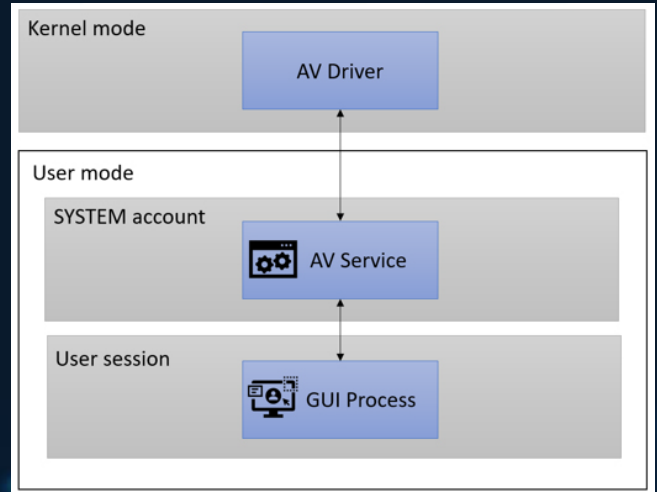 Kernel mode
AV Driver
User mode
SYSTEM account
AV Service
User session
GUI Process